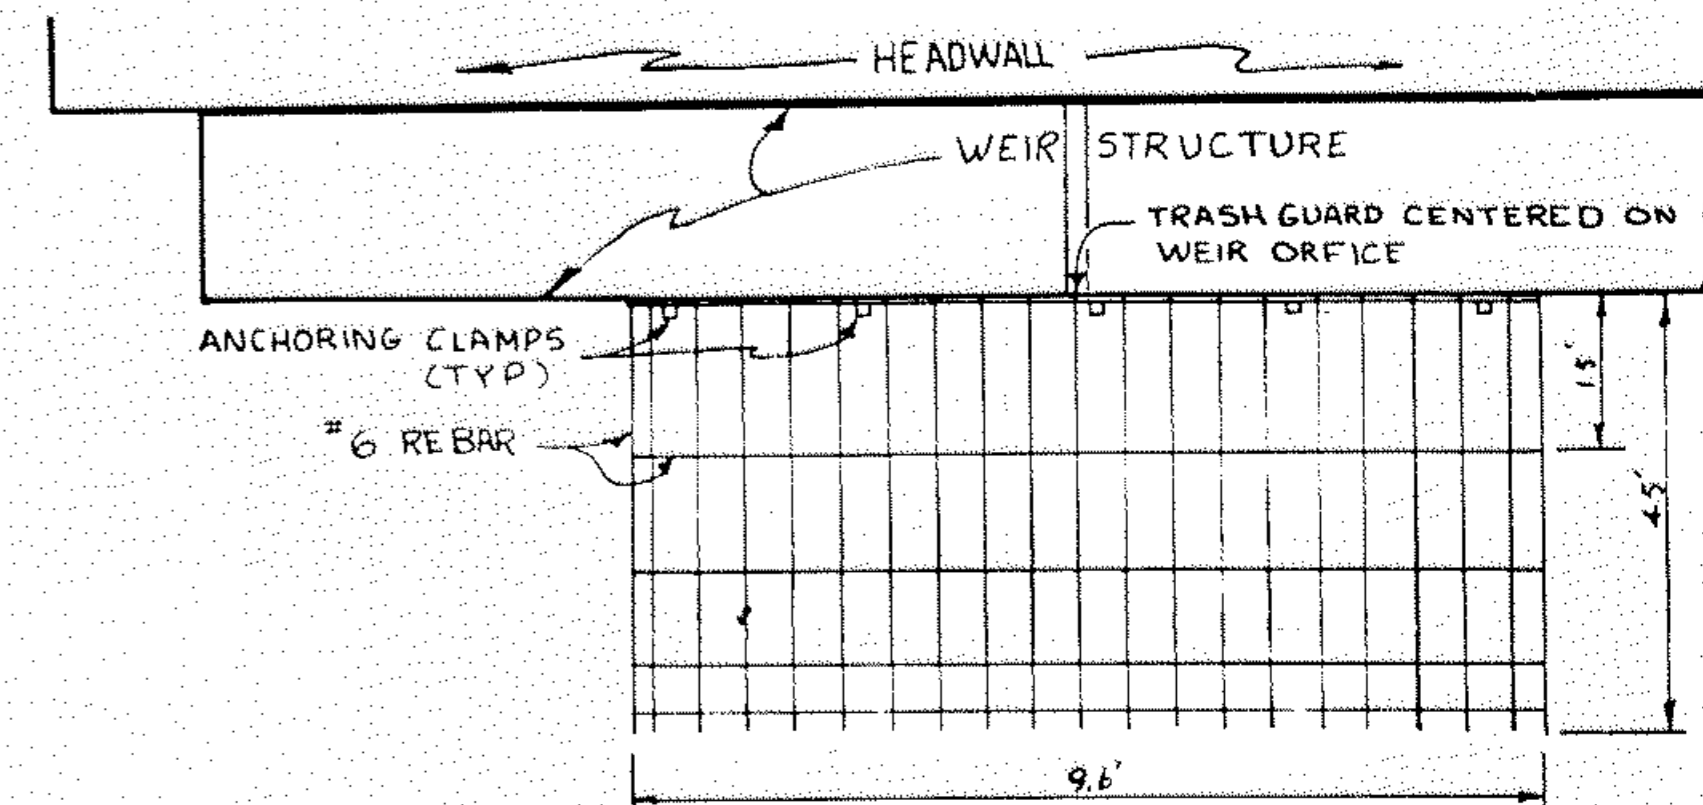 HEADWALL
WEIR STRUCTURE
TRASH GUARD CENTERED ON
WEIR ORFICE
ANCHORING CLAMPS
(TYP)
#6 REBAR
1.5'
4.5'
9.6'